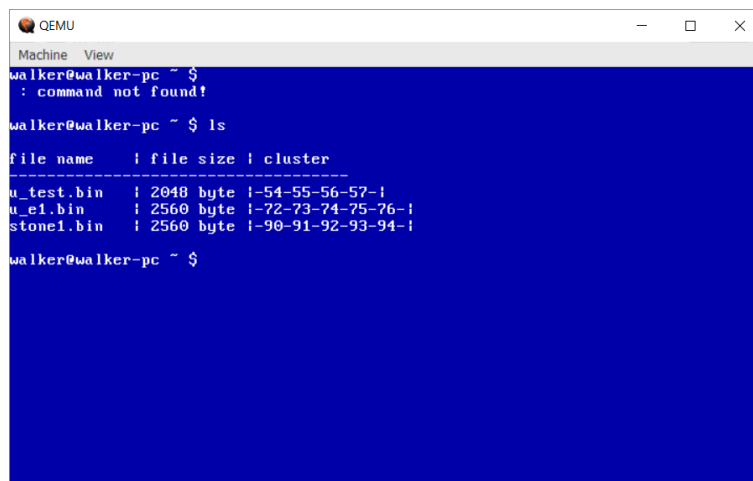 QEMU
Machine View
walker@walker-pc ~ $
: command not found!
walker@walker-pc ~ $ ls
file name | file size | cluster
------------------------------------
u_test.bin | 2048 byte |-54-55-56-57-|
u_e1.bin | 2560 byte |-72-73-74-75-76-|
stone1.bin | 2560 byte |-90-91-92-93-94-|
walker@walker-pc ~ $